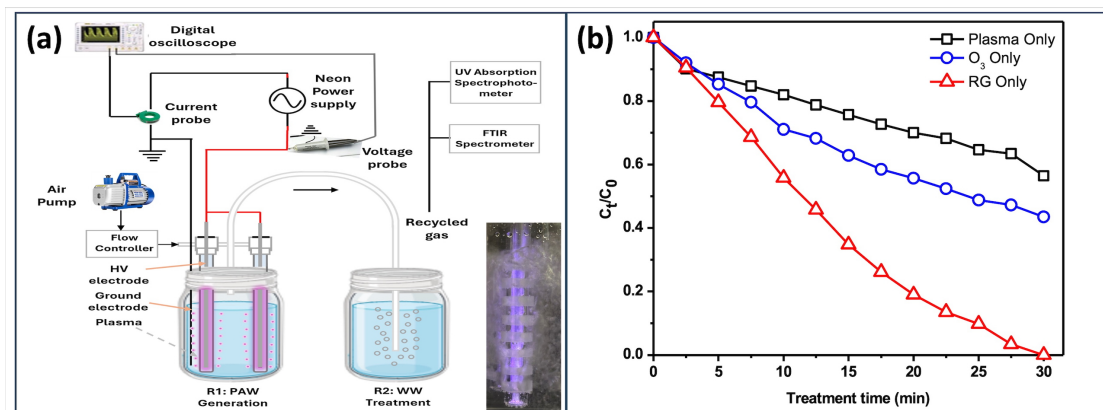 (a)
Digital
oscilloscope
Neon
Power
supply
Current
probe
Voltage
probe
UV Absorption
Spectrophoto-
meter
FTIR
Spectrometer
Recycled
gas
Air
Pump
Flow
Controller
HV
electrode
Ground
electrode
Plasma
R1: PAW
Generation
R2: WW
Treatment
(b)
Plasma Only
O₃ Only
RG Only
Cₜ/C₀
1.0
0.8
0.6
0.4
0.2
0.0
0 5 10 15 20 25 30
Treatment time (min)